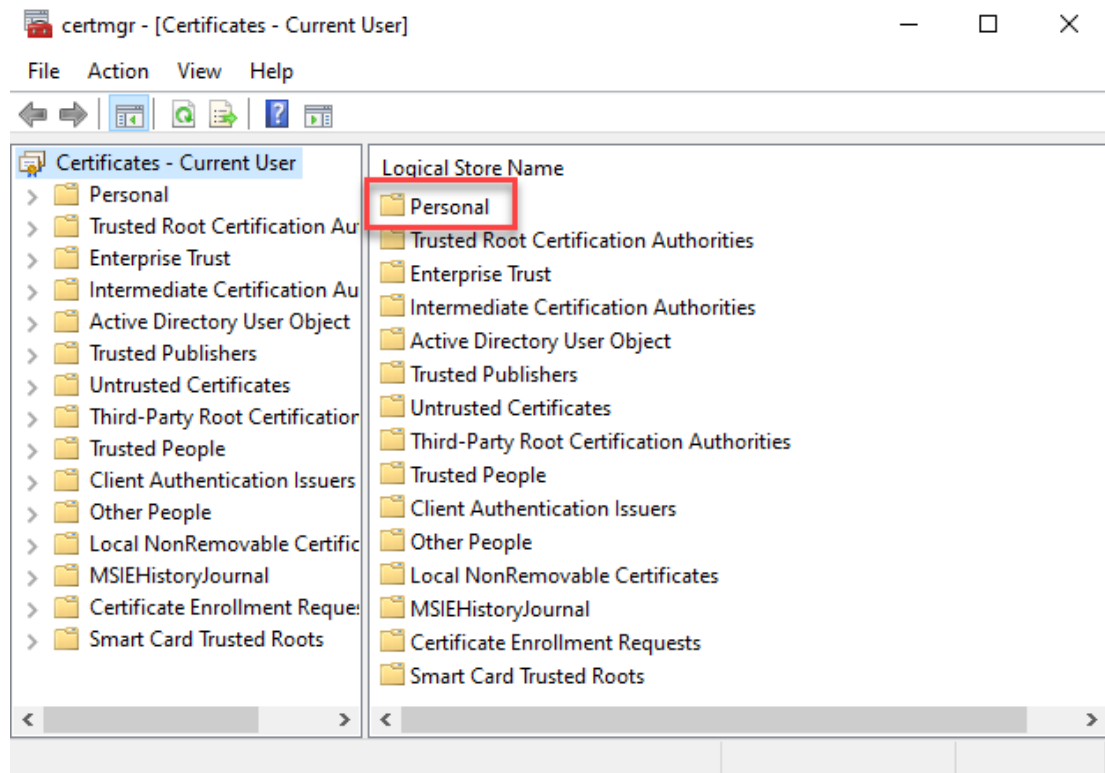 certmgr - [Certificates - Current User]
File Action View Help
Certificates - Current User
Personal
Trusted Root Certification Au
Enterprise Trust
Intermediate Certification Au
Active Directory User Object
Trusted Publishers
Untrusted Certificates
Third-Party Root Certification
Trusted People
Client Authentication Issuers
Other People
Local NonRemovable Certific
MSIEHistoryJournal
Certificate Enrollment Reques
Smart Card Trusted Roots
Logical Store Name
Personal
Trusted Root Certification Authorities
Enterprise Trust
Intermediate Certification Authorities
Active Directory User Object
Trusted Publishers
Untrusted Certificates
Third-Party Root Certification Authorities
Trusted People
Client Authentication Issuers
Other People
Local NonRemovable Certificates
MSIEHistoryJournal
Certificate Enrollment Requests
Smart Card Trusted Roots